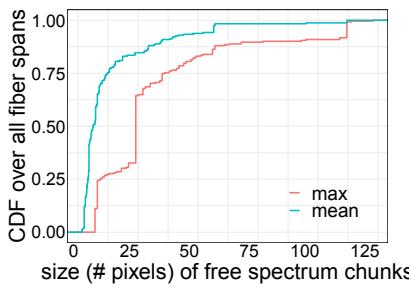 CDF over all fiber spans
1.00
0.75
0.50
0.25
0.00
max
mean
0 25 50 75 100 125
size (# pixels) of free spectrum chunks